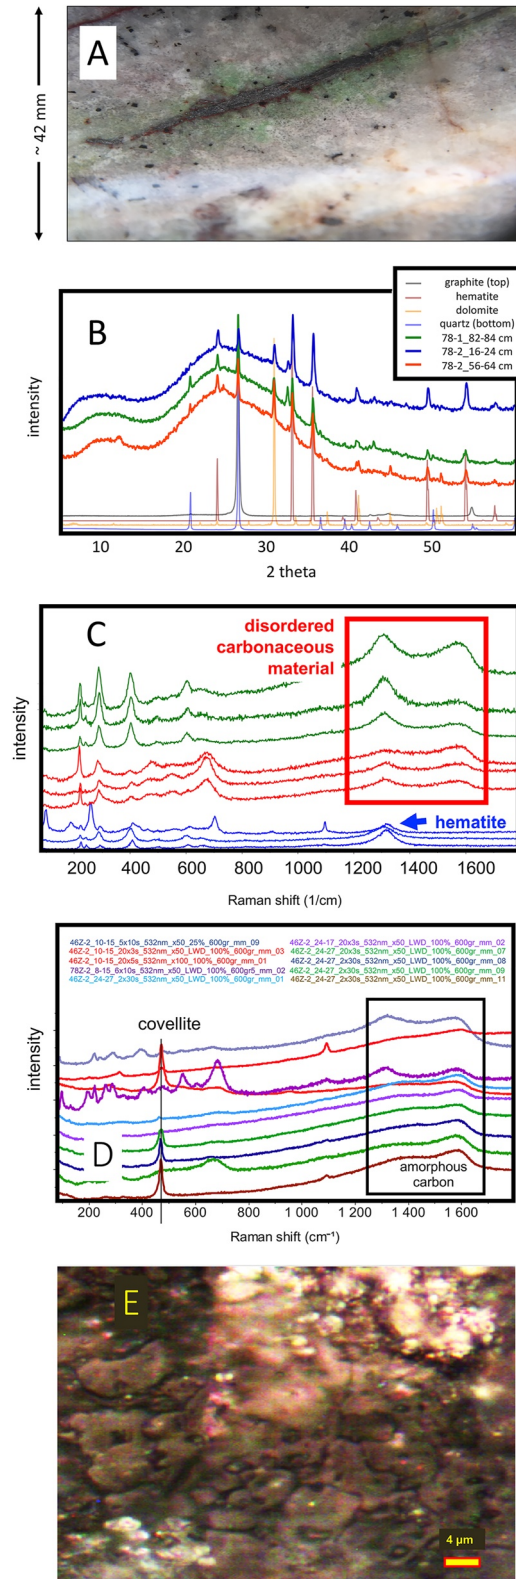 A
~ 42 mm
B
graphite (top)
hematite
dolomite
quartz (bottom)
78-1_82-84 cm
78-2_16-24 cm
78-2_56-64 cm
intensity
10 20 30 40 50
2 theta
C
disordered
carbonaceous
material
hematite
intensity
200 400 600 800 1000 1200 1400 1600
Raman shift (1/cm)
46Z-2_10-15_5x10s_532nm_x50_25%_600gr_mm_09
46Z-2_10-15_20x3s_532nm_x50_LWD_100%_600gr_mm_03
46Z-2_10-15_20x5s_532nm_x100_100%_600gr_mm_01
78Z-2_8-15_6x10s_532nm_x50_LWD_100%_600gr5_mm_02
46Z-2_24-27_2x30s_532nm_x50_LWD_100%_600gr_mm_01
46Z-2_24-17_20x3s_532nm_x50_LWD_100%_600gr_mm_02
46Z-2_24-27_2x30s_532nm_x50_LWD_100%_600gr_mm_07
46Z-2_24-27_2x30s_532nm_x50_LWD_100%_600gr_mm_08
46Z-2_24-27_2x30s_532nm_x50_LWD_100%_600gr_mm_09
46Z-2_24-27_2x30s_532nm_x50_LWD_100%_600gr_mm_11
covellite
intensity
D
amorphous
carbon
200 400 600 800 1 000 1 200 1 400 1 600
Raman shift (cm⁻¹)
E
4 µm